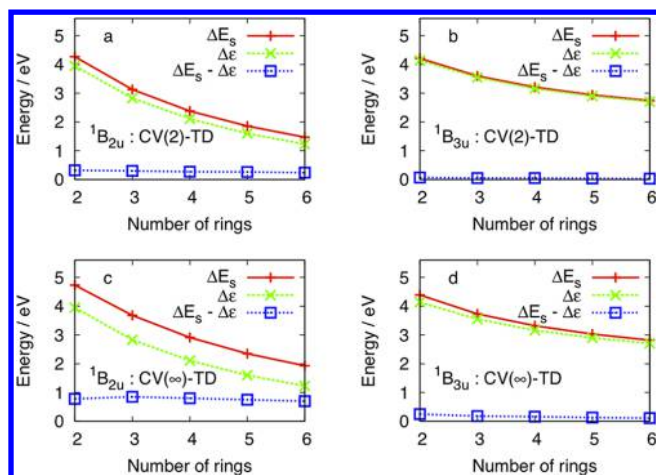 a
ΔEₛ
Δε
ΔEₛ - Δε
¹B₂ᵤ : CV(2)-TD
Energy / eV
0
1
2
3
4
5
2
3
4
5
6
Number of rings
b
ΔEₛ
Δε
ΔEₛ - Δε
¹B₃ᵤ : CV(2)-TD
Energy / eV
0
1
2
3
4
5
2
3
4
5
6
Number of rings
c
ΔEₛ
Δε
ΔEₛ - Δε
¹B₂ᵤ : CV(∞)-TD
Energy / eV
0
1
2
3
4
5
2
3
4
5
6
Number of rings
d
ΔEₛ
Δε
ΔEₛ - Δε
¹B₃ᵤ : CV(∞)-TD
Energy / eV
0
1
2
3
4
5
2
3
4
5
6
Number of rings